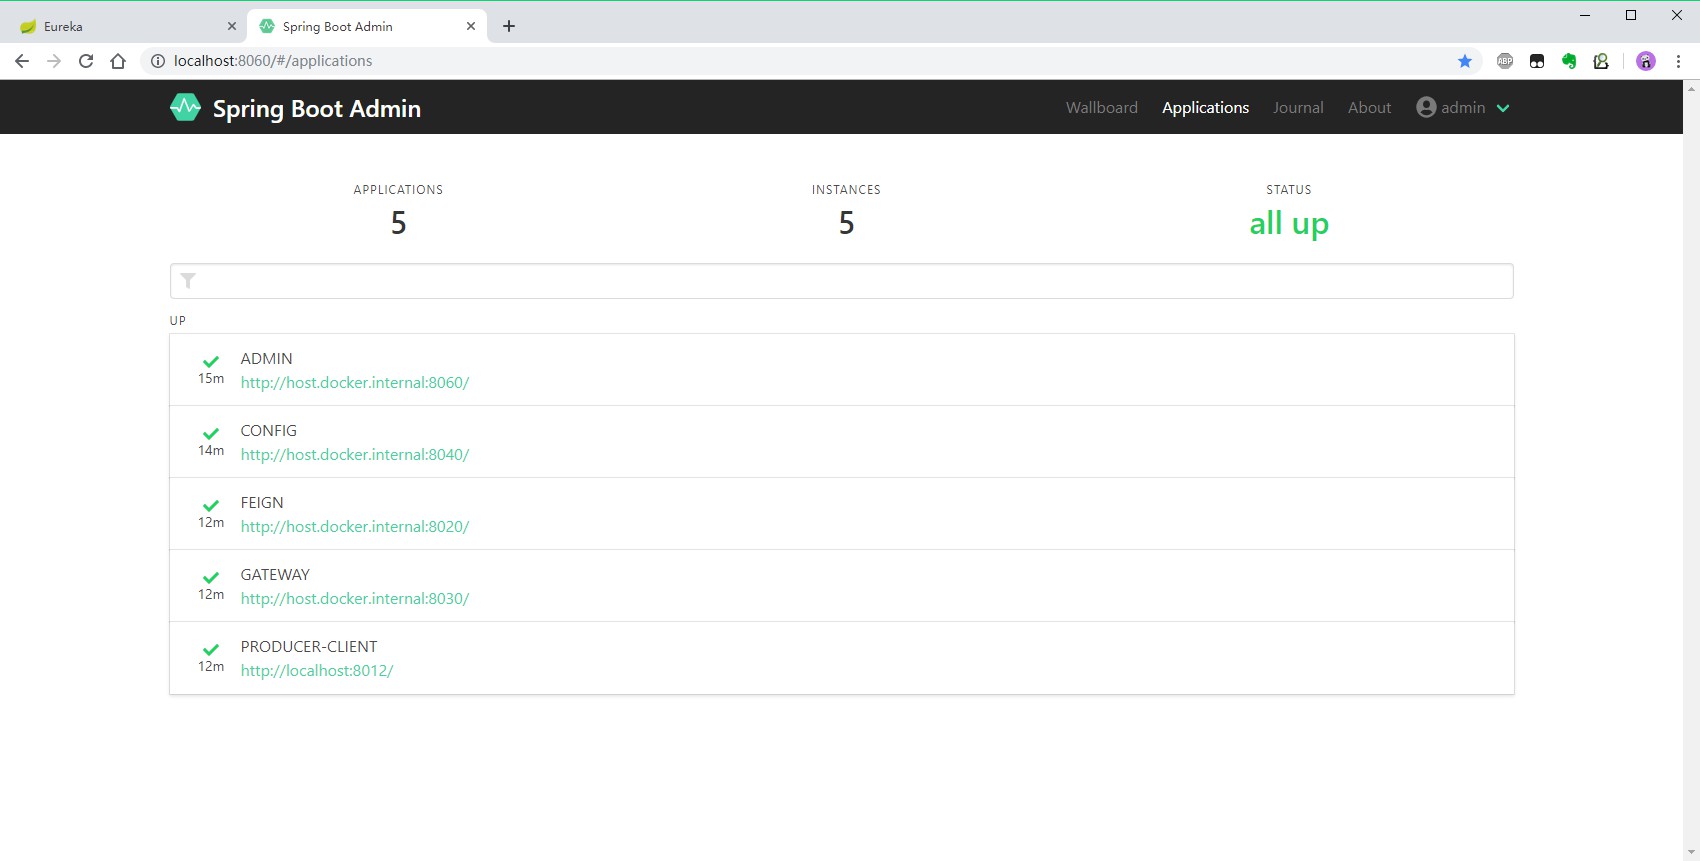 Eureka
Spring Boot Admin
localhost:8060/#/applications
ABP
Spring Boot Admin
Wallboard
Applications
Journal
About
admin
APPLICATIONS
5
INSTANCES
5
STATUS
all up
UP
ADMIN
15m
http://host.docker.internal:8060/
CONFIG
14m
http://host.docker.internal:8040/
FEIGN
12m
http://host.docker.internal:8020/
GATEWAY
12m
http://host.docker.internal:8030/
PRODUCER-CLIENT
12m
http://localhost:8012/